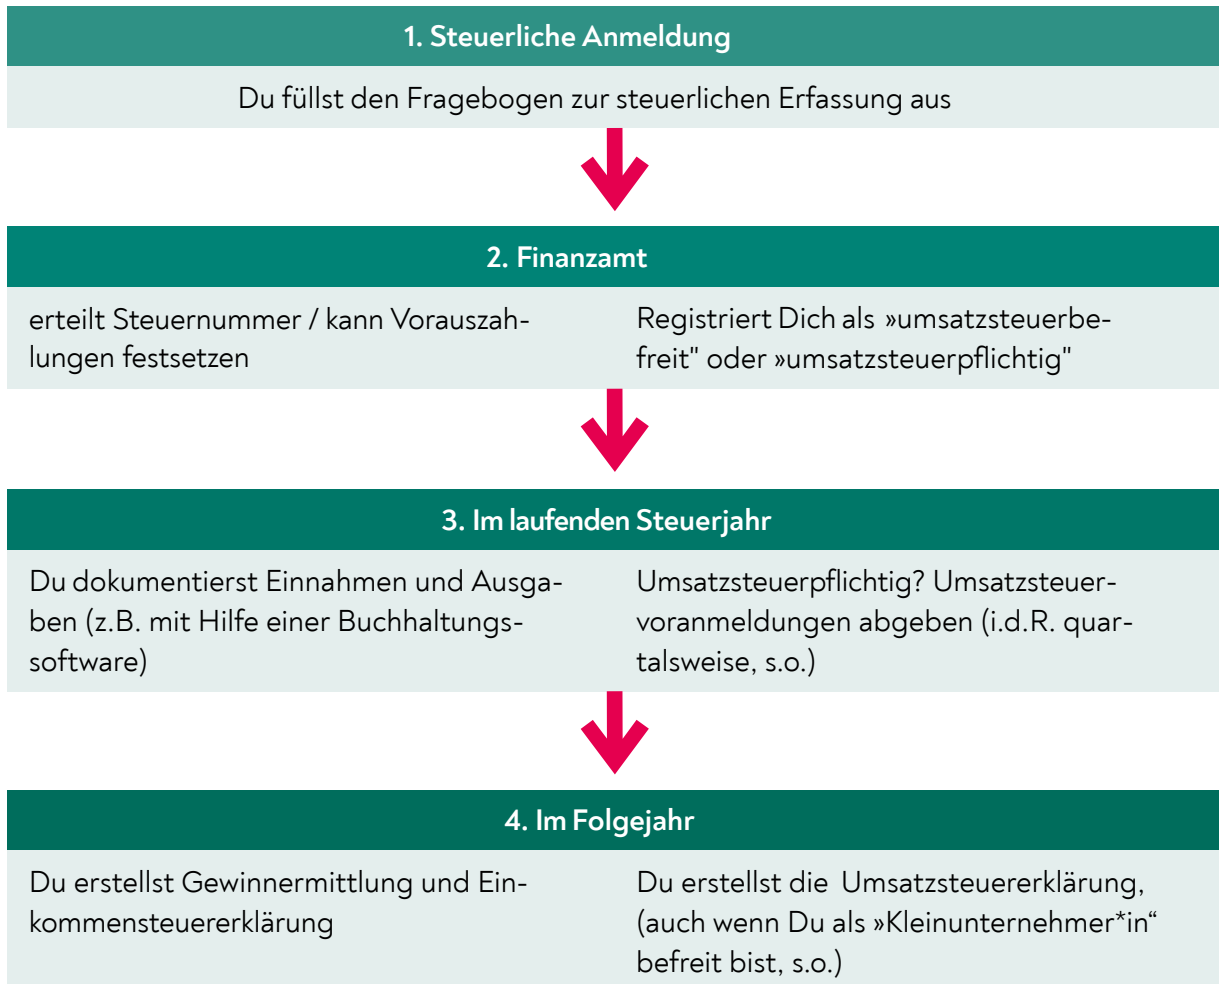 1. Steuerliche Anmeldung
Du füllst den Fragebogen zur steuerlichen Erfassung aus
2. Finanzamt
erteilt Steuernummer / kann Vorauszah-
lungen festsetzen
Registriert Dich als »umsatzsteuerbe-
freit" oder »umsatzsteuerpflichtig"
3. Im laufenden Steuerjahr
Du dokumentierst Einnahmen und Ausga-
ben (z.B. mit Hilfe einer Buchhaltungs-
software)
Umsatzsteuerpflichtig? Umsatzsteuer-
voranmeldungen abgeben (i.d.R. quar-
talsweise, s.o.)
4. Im Folgejahr
Du erstellst Gewinnermittlung und Ein-
kommensteuererklärung
Du erstellst die Umsatzsteuererklärung,
(auch wenn Du als »Kleinunternehmer*in“
befreit bist, s.o.)